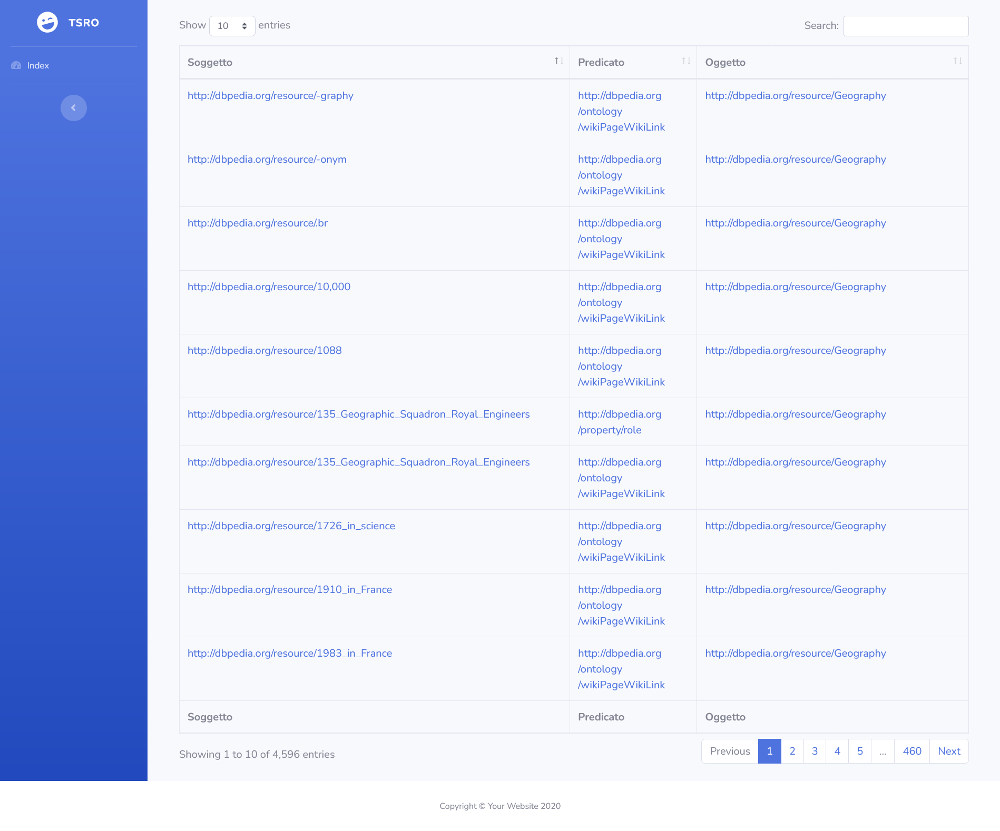 TSRO
Index
Show 10 entries
Search:
Soggetto Predicato Oggetto
http://dbpedia.org/resource/-graphy http://dbpedia.org http://dbpedia.org/resource/Geography
/ontology
/wikiPageWikiLink
http://dbpedia.org/resource/-onym http://dbpedia.org http://dbpedia.org/resource/Geography
/ontology
/wikiPageWikiLink
http://dbpedia.org/resource/.br http://dbpedia.org http://dbpedia.org/resource/Geography
/ontology
/wikiPageWikiLink
http://dbpedia.org/resource/10,000 http://dbpedia.org http://dbpedia.org/resource/Geography
/ontology
/wikiPageWikiLink
http://dbpedia.org/resource/1088 http://dbpedia.org http://dbpedia.org/resource/Geography
/ontology
/wikiPageWikiLink
http://dbpedia.org/resource/135_Geographic_Squadron_Royal_Engineers http://dbpedia.org http://dbpedia.org/resource/Geography
/property/role
http://dbpedia.org/resource/135_Geographic_Squadron_Royal_Engineers http://dbpedia.org http://dbpedia.org/resource/Geography
/ontology
/wikiPageWikiLink
http://dbpedia.org/resource/1726_in_science http://dbpedia.org http://dbpedia.org/resource/Geography
/ontology
/wikiPageWikiLink
http://dbpedia.org/resource/1910_in_France http://dbpedia.org http://dbpedia.org/resource/Geography
/ontology
/wikiPageWikiLink
http://dbpedia.org/resource/1983_in_France http://dbpedia.org http://dbpedia.org/resource/Geography
/ontology
/wikiPageWikiLink
Soggetto Predicato Oggetto
Showing 1 to 10 of 4,596 entries
Previous 1 2 3 4 5 ... 460 Next
Copyright © Your Website 2020